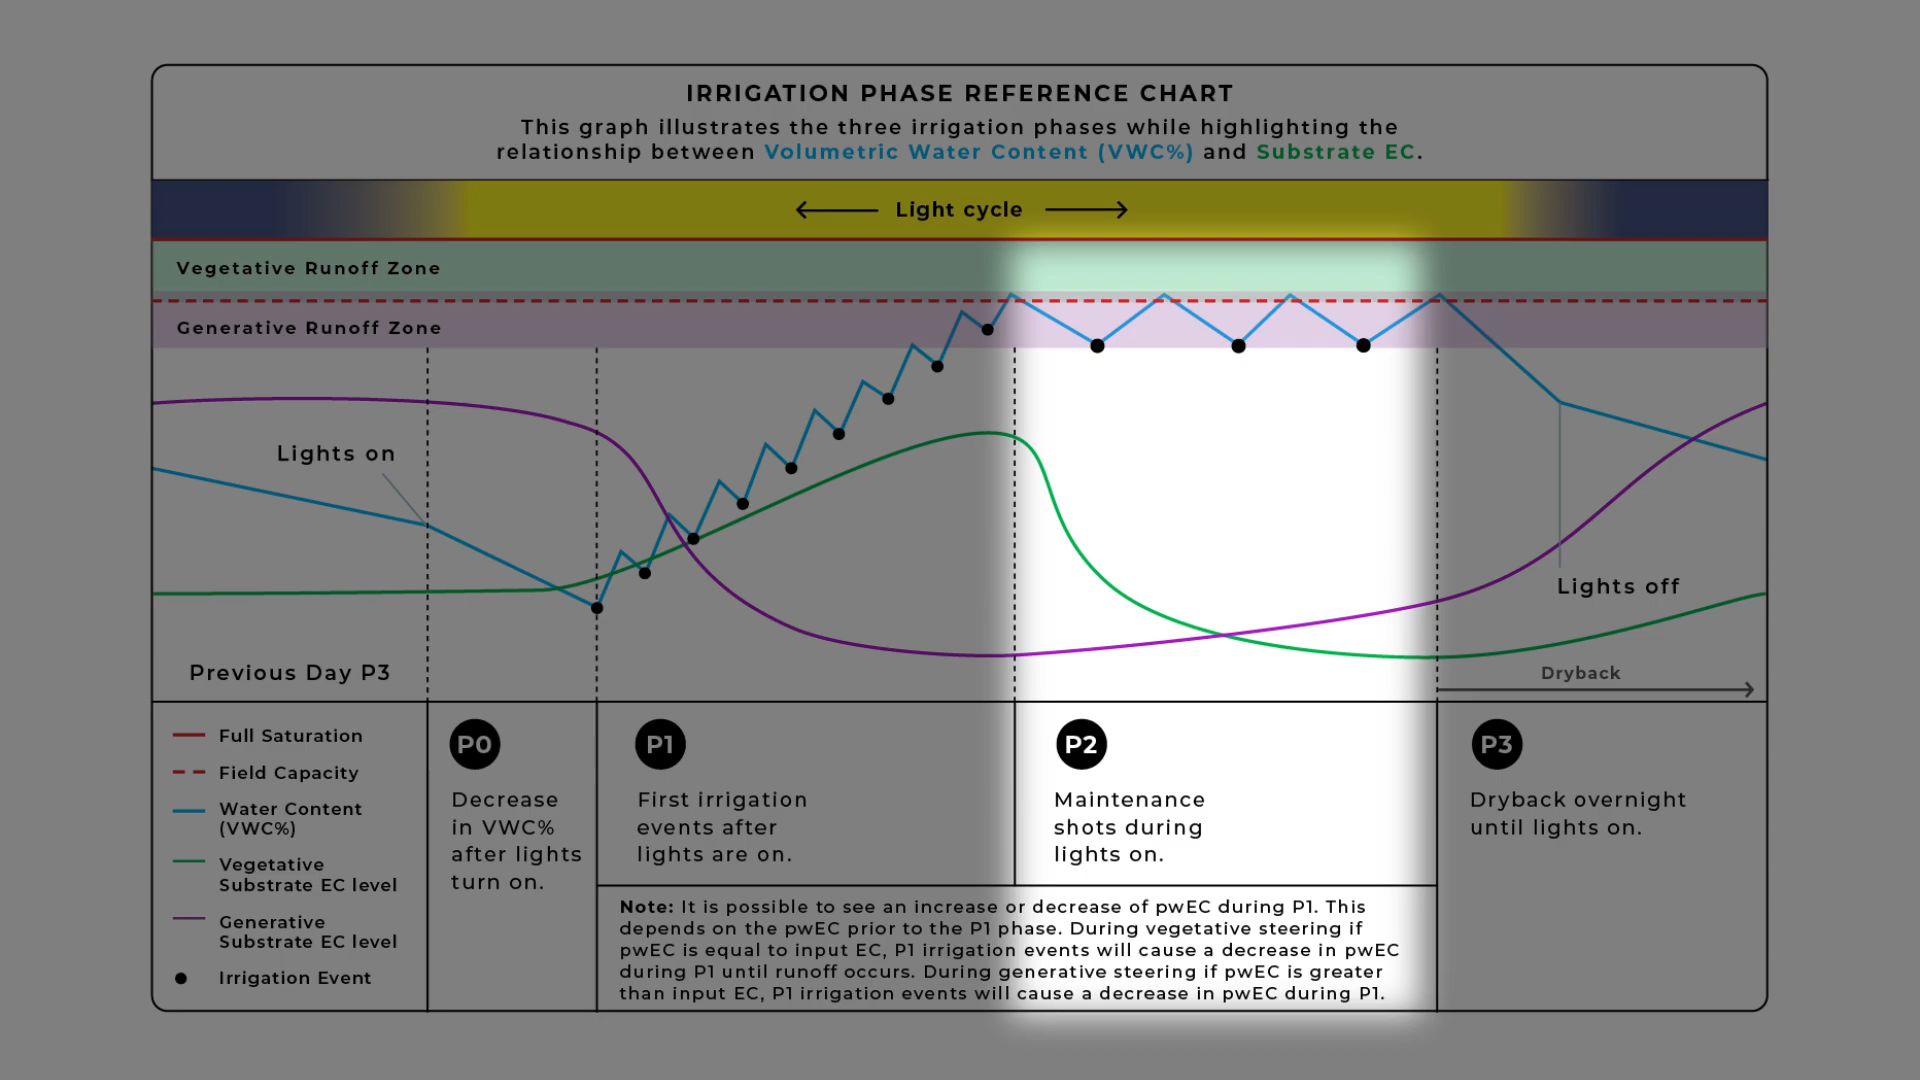 IRRIGATION PHASE REFERENCE CHART
This graph illustrates the three irrigation phases while highlighting the
relationship between Volumetric Water Content (VWC%) and Substrate EC.
Light cycle
Vegetative Runoff Zone
Generative Runoff Zone
Lights on
Lights off
Previous Day P3
Dryback
Full Saturation
Field Capacity
Water Content
(VWC%)
Vegetative
Substrate EC level
Generative
Substrate EC level
Irrigation Event
P0
Decrease
in VWC%
after lights
turn on.
P1
First irrigation
events after
lights are on.
P2
Maintenance
shots during
lights on.
P3
Dryback overnight
until lights on.
Note: It is possible to see an increase or decrease of pwEC during P1. This
depends on the pwEC prior to the P1 phase. During vegetative steering if
pwEC is equal to input EC, P1 irrigation events will cause a decrease in pwEC
during P1 until runoff occurs. During generative steering if pwEC is greater
than input EC, P1 irrigation events will cause a decrease in pwEC during P1.